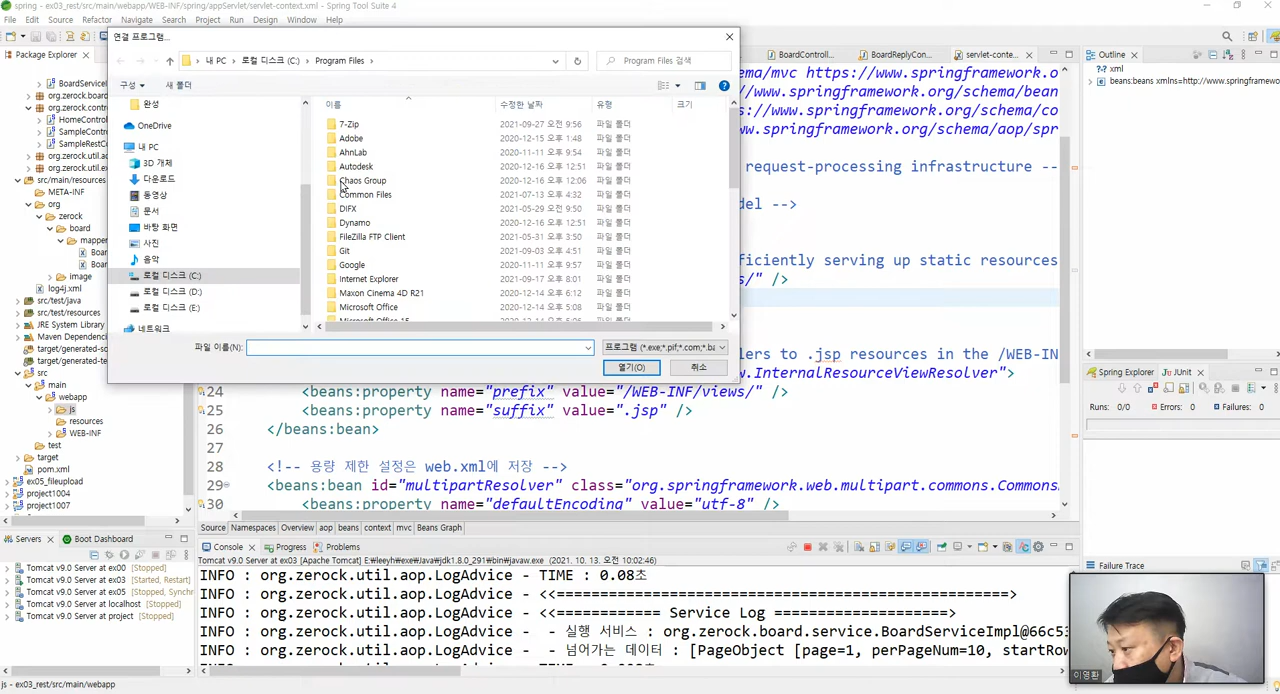 spring - ex03_rest/src/main/webapp/WEB-INF/spring/appServlet/servlet-context.xml - Spring Tool Suite 4
File Edit Source Refactor Navigate Search Project Run Design Window Help
Package Explorer
BoardControll...
BoardReplyCon...
servlet-conte...
Outline
연결 프로그램...
내 PC > 로컬 디스크 (C:) > Program Files >
Program Files 검색
구성
새 폴더
완성
OneDrive
내 PC
3D 개체
다운로드
동영상
문서
바탕 화면
사진
음악
로컬 디스크 (C:)
로컬 디스크 (D:)
로컬 디스크 (E:)
네트워크
이름 수정한 날짜 유형 크기
7-Zip 2021-09-27 오전 9:56 파일 폴더
Adobe 2020-12-15 오후 1:48 파일 폴더
AhnLab 2020-11-11 오후 9:54 파일 폴더
Autodesk 2020-12-16 오후 12:51 파일 폴더
Chaos Group 2020-12-16 오후 12:06 파일 폴더
Common Files 2021-07-13 오후 4:32 파일 폴더
DIFX 2021-05-29 오전 9:50 파일 폴더
Dynamo 2020-12-16 오후 12:51 파일 폴더
FileZilla FTP Client 2021-05-31 오후 3:50 파일 폴더
Git 2021-09-03 오후 4:51 파일 폴더
Google 2020-11-11 오후 9:57 파일 폴더
Internet Explorer 2021-09-17 오후 8:01 파일 폴더
Maxon Cinema 4D R21 2020-12-14 오후 6:12 파일 폴더
Microsoft Office 2020-12-14 오후 5:08 파일 폴더
Microsoft Office 15
파일 이름(N):
프로그램 (*.exe;*.pif;*.com;*.ba
열기(O)
취소
BoardServiceI
org.zerock.board.
org.zerock.contro
HomeControl
SampleContr
SampleRestC
org.zerock.util.ac
org.zerock.util.ad
src/main/resources
META-INF
org
zerock
board
mappe
Boar
Boar
image
log4j.xml
src/test/java
src/test/resources
JRE System Library
Maven Dependenci
target/generated-so
target/generated-te
src
main
webapp
js
resources
WEB-INF
test
target
pom.xml
ex05_fileupload
project1004
project1007
ema/mvc https://www.springframework.o
//www.springframework.org/schema/bean
//www.springframework.org/schema/cont
www.springframework.org/schema/aop/spr
request-processing infrastructure --
del -->
ficiently serving up static resources
s/" />
lers to .jsp resources in the /WEB-IN
w.InternalResourceViewResolver">
24 <beans:property name="prefix" value="/WEB-INF/views/" />
25 <beans:property name="suffix" value=".jsp" />
26 </beans:bean>
27
28 <!-- 용량 제한 설정은 web.xml에 저장 -->
29 <beans:bean id="multipartResolver" class="org.springframework.web.multipart.commons.Commons
<beans:property name="defaultEncoding" value="utf-8" />
Source Namespaces Overview aop beans context mvc Beans Graph
xml
beans:beans xmlns=http://www.springframewo
Spring Explorer
JUnit
Runs: 0/0 Errors: 0 Failures: 0
Failure Trace
Servers
Boot Dashboard
Tomcat v9.0 Server at ex00 [Stopped]
Tomcat v9.0 Server at ex03 [Started, Restart]
Tomcat v9.0 Server at ex05 [Stopped, Synchr
Tomcat v9.0 Server at localhost [Stopped]
Tomcat v9.0 Server at project [Stopped]
Console
Progress
Problems
Tomcat v9.0 Server at ex03 [Apache Tomcat] E:\leeyh\exe\Java\jdk1.8.0_291\bin\javaw.exe (2021. 10. 13. 오전 10:02:46)
INFO : org.zerock.util.aop.LogAdvice - TIME : 0.08초
INFO : org.zerock.util.aop.LogAdvice - <<=================================================>
INFO : org.zerock.util.aop.LogAdvice - <<=========== Service Log ==================>
INFO : org.zerock.util.aop.LogAdvice - - 실행 서비스 : org.zerock.board.service.BoardServiceImpl@66c53
INFO : org.zerock.util.aop.LogAdvice - - 넘어가는 데이터 : [PageObject [page=1, perPageNum=10, startRow
이영환
js - ex03_rest/src/main/webapp